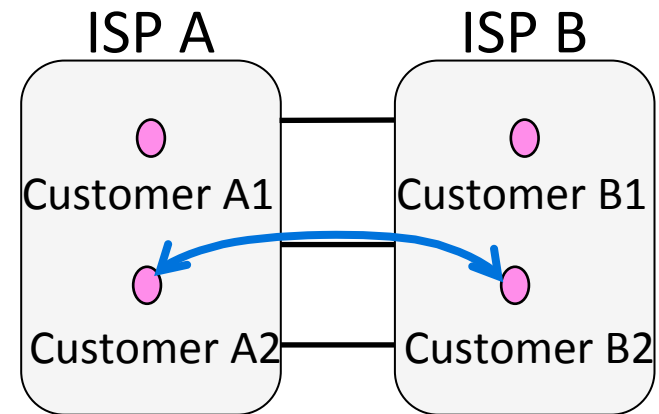 ISP A
ISP B
Customer A1
Customer B1
Customer A2
Customer B2